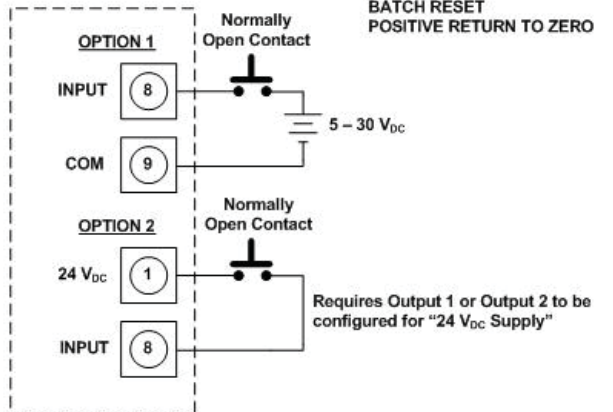 BATCH RESET
POSITIVE RETURN TO ZERO
OPTION 1
Normally
Open Contact
INPUT
8
5 – 30 VDC
COM
9
OPTION 2
Normally
Open Contact
24 VDC
1
Requires Output 1 or Output 2 to be
configured for “24 VDC Supply”
INPUT
8